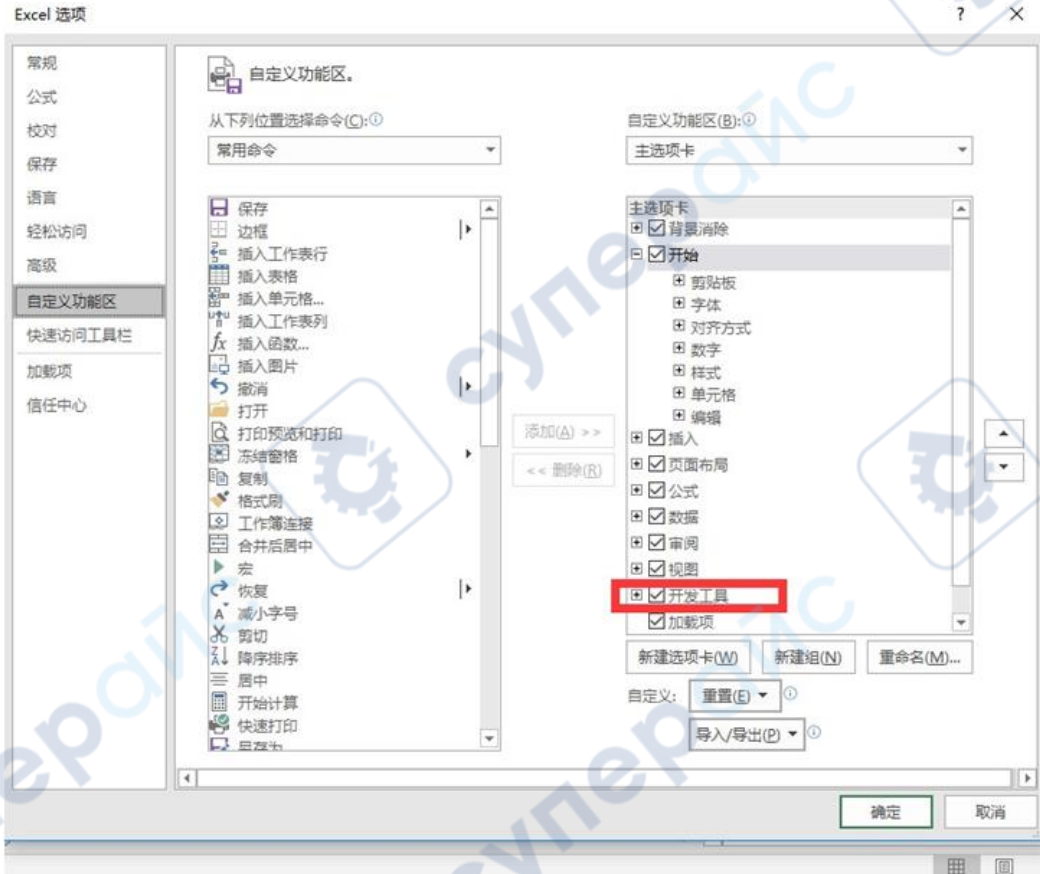 Excel 选项
?
常规
公式
校对
保存
语言
轻松访问
高级
自定义功能区
快速访问工具栏
加载项
信任中心
自定义功能区。
从下列位置选择命令(C):
常用命令
保存
边框
插入工作表行
插入表格
插入单元格...
插入工作表列
fx 插入函数...
插入图片
撤消
打开
打印预览和打印
冻结窗格
复制
格式刷
工作簿连接
合并后居中
宏
恢复
减小字号
剪切
降序排序
居中
开始计算
快速打印
另存为
添加(A) >>
<< 删除(R)
自定义功能区(B):
主选项卡
主选项卡
背景消除
开始
剪贴板
字体
对齐方式
数字
样式
单元格
编辑
插入
页面布局
公式
数据
审阅
视图
开发工具
加载项
新建选项卡(W)
新建组(N)
重命名(M)...
自定义:
重置(E)
导入/导出(P)
确定
取消